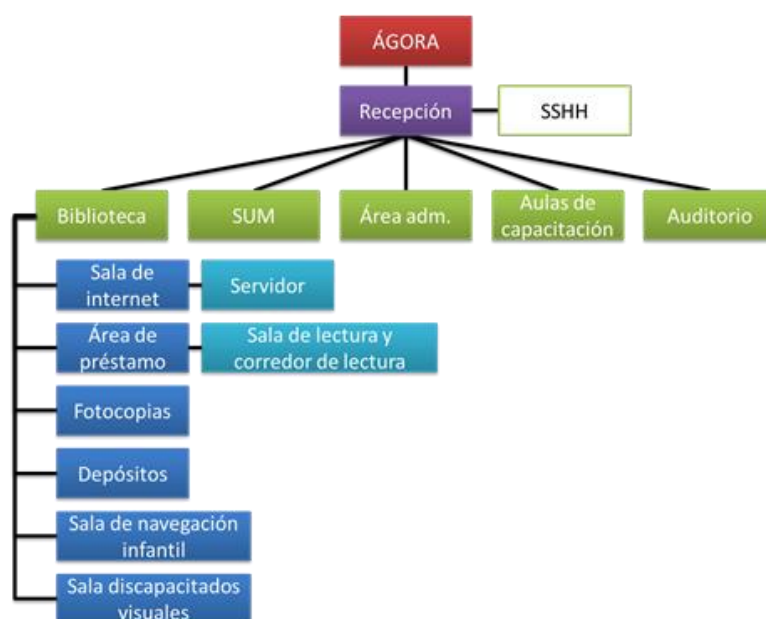 ÁGORA
Recepción
SSHH
Biblioteca
SUM
Área adm.
Aulas de
capacitación
Auditorio
Sala de
internet
Servidor
Área de
préstamo
Sala de lectura y
corredor de lectura
Fotocopias
Depósitos
Sala de navegación
infantil
Sala discapacitados
visuales